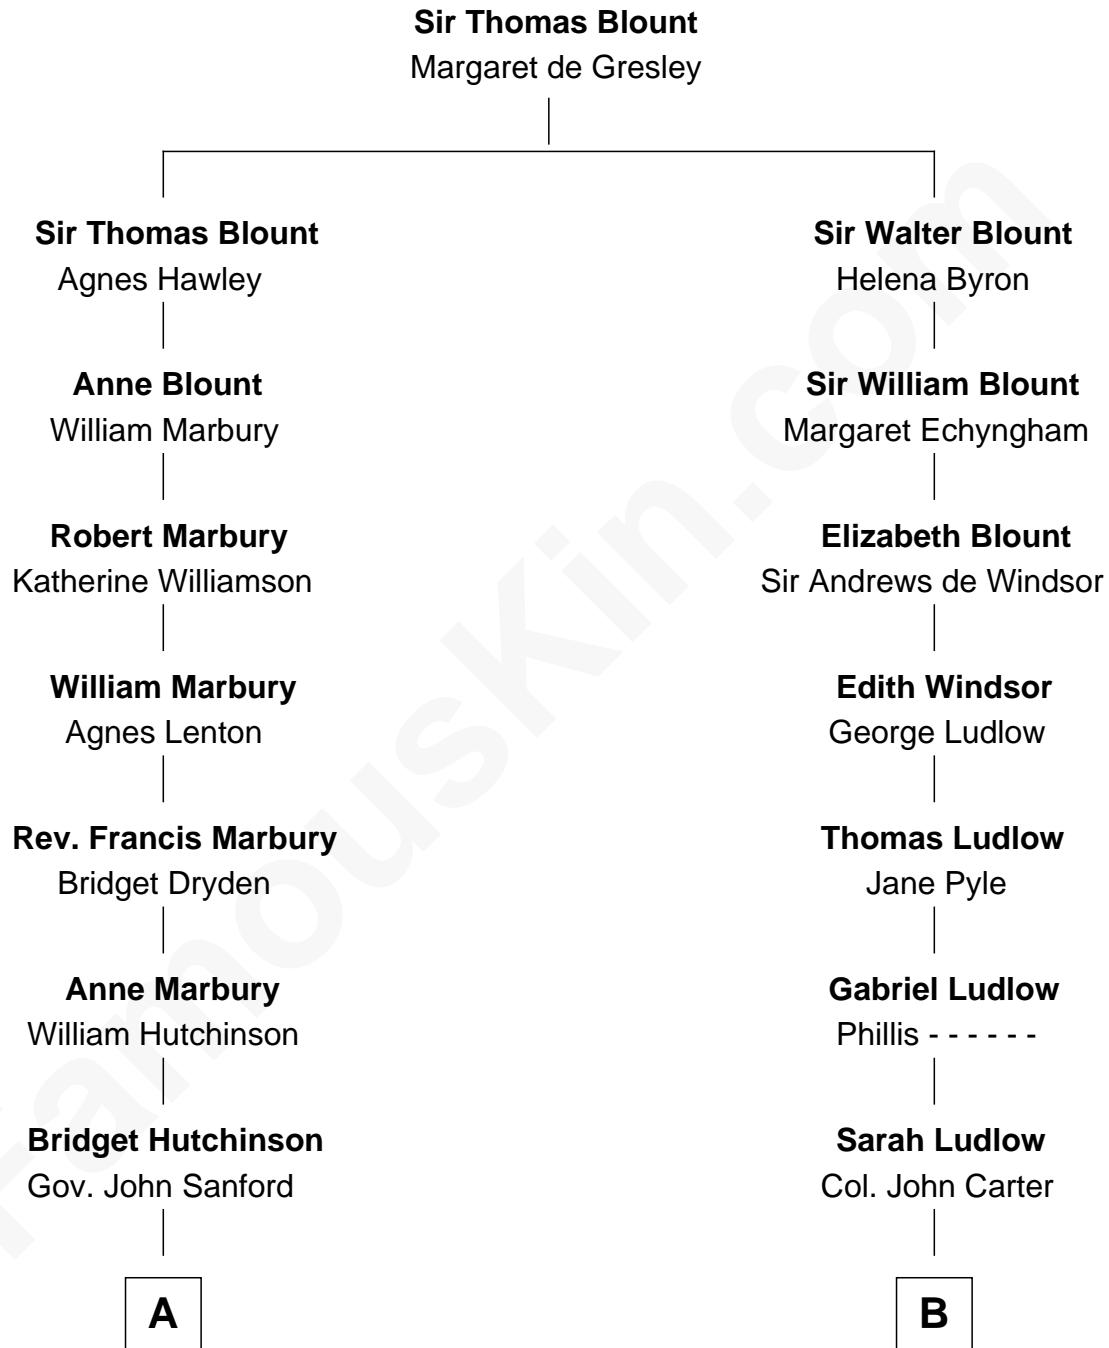 Sir Thomas Blount
Margaret de Gresley
Sir Thomas Blount
Agnes Hawley
Anne Blount
William Marbury
Robert Marbury
Katherine Williamson
William Marbury
Agnes Lenton
Rev. Francis Marbury
Bridget Dryden
Anne Marbury
William Hutchinson
Bridget Hutchinson
Gov. John Sanford
A
Sir Walter Blount
Helena Byron
Sir William Blount
Margaret Echyngham
Elizabeth Blount
Sir Andrews de Windsor
Edith Windsor
George Ludlow
Thomas Ludlow
Jane Pyle
Gabriel Ludlow
Phillis - - - - - -
Sarah Ludlow
Col. John Carter
B
FamousKin.com